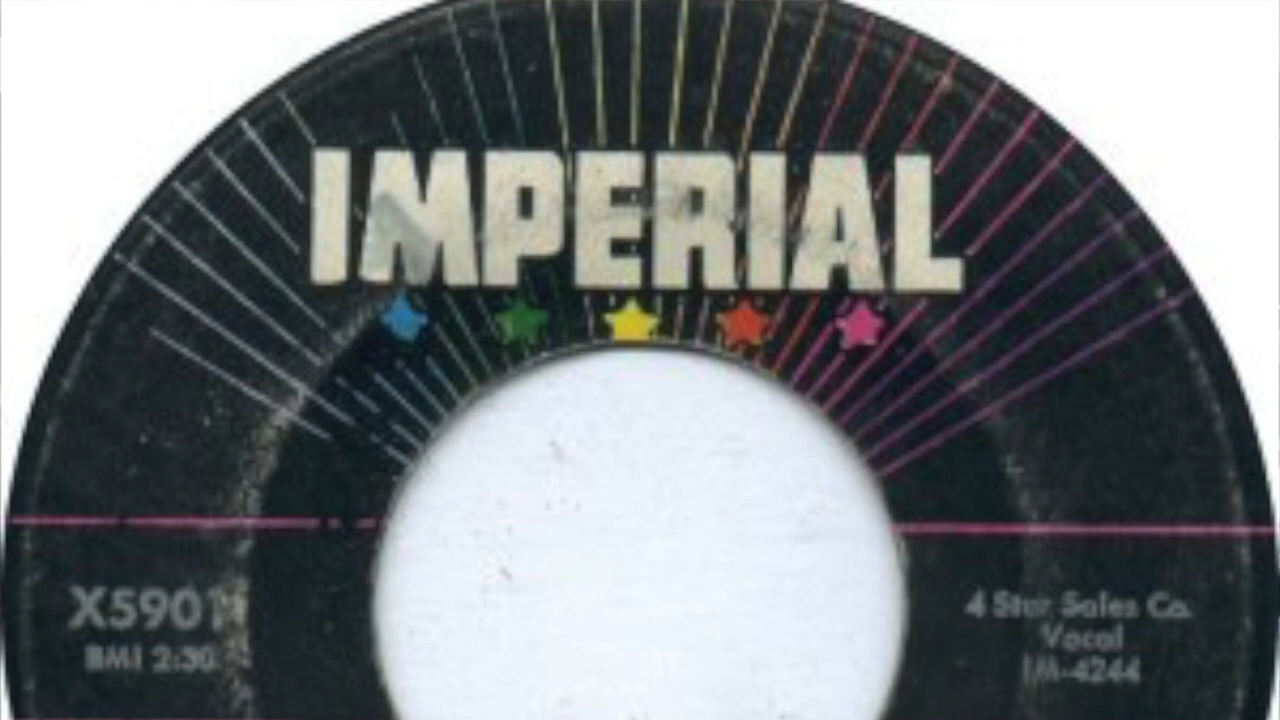 IMPERIAL
X5901
BMI 2:30
4 Star Sales Co.
Vocal
IM-4244